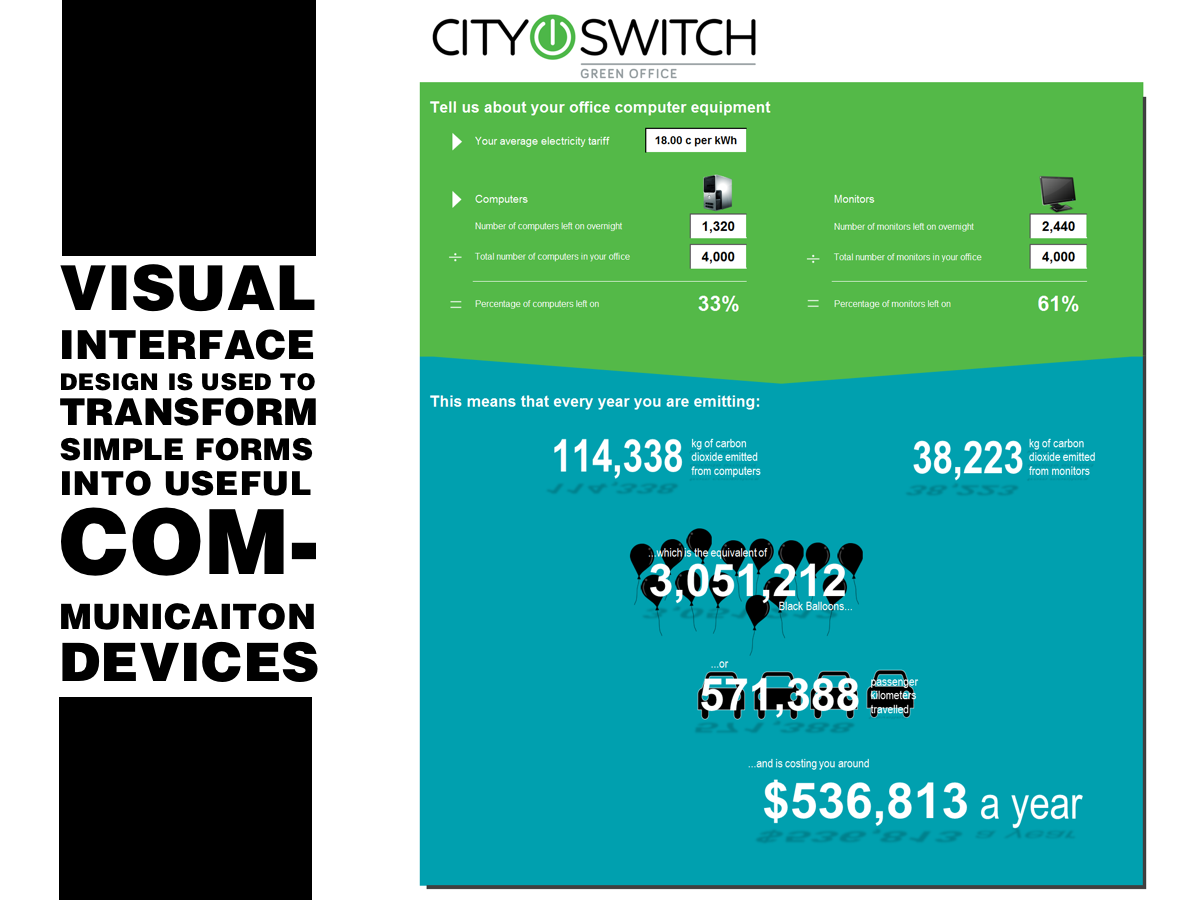 VISUAL
INTERFACE
DESIGN IS USED TO
TRANSFORM
SIMPLE FORMS
INTO USEFUL
COM-
MUNICAITON
DEVICES
CITY SWITCH
GREEN OFFICE
Tell us about your office computer equipment
Your average electricity tariff 18.00 c per kWh
Computers
Number of computers left on overnight 1,320
÷ Total number of computers in your office 4,000
= Percentage of computers left on 33%
Monitors
Number of monitors left on overnight 2,440
÷ Total number of monitors in your office 4,000
= Percentage of monitors left on 61%
This means that every year you are emitting:
114,338 kg of carbon
dioxide emitted
from computers
38,223 kg of carbon
dioxide emitted
from monitors
...which is the equivalent of
3,051,212
Black Balloons...
...or
571,388 passenger
kilometers
travelled
...and is costing you around
$536,813 a year